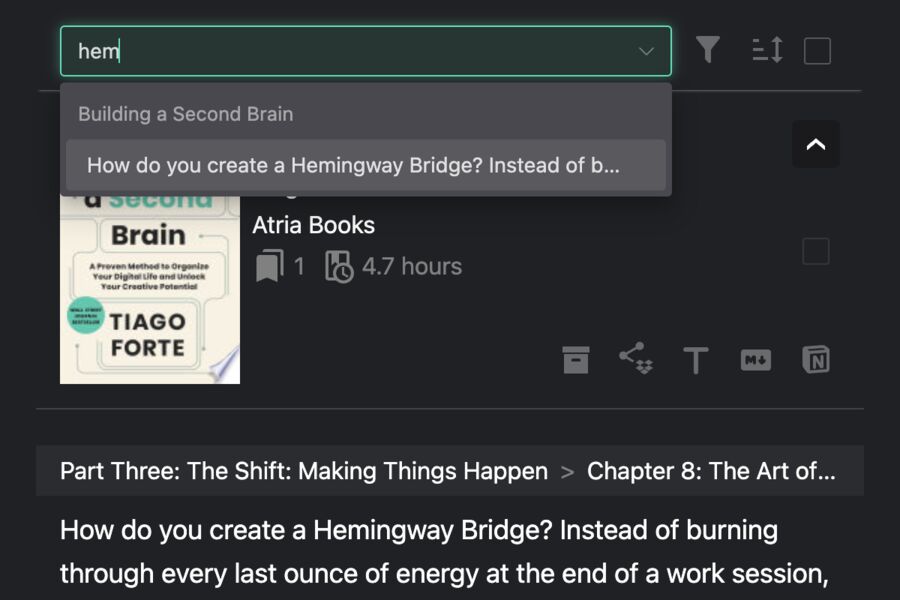 hem
Building a Second Brain
How do you create a Hemingway Bridge? Instead of b...
a Second
Brain
A Proven Method to Organize
Your Digital Life and Unlock
Your Creative Potential
TIAGO
FORTE
Atria Books
1 4.7 hours
T M N
Part Three: The Shift: Making Things Happen > Chapter 8: The Art of...
How do you create a Hemingway Bridge? Instead of burning
through every last ounce of energy at the end of a work session,